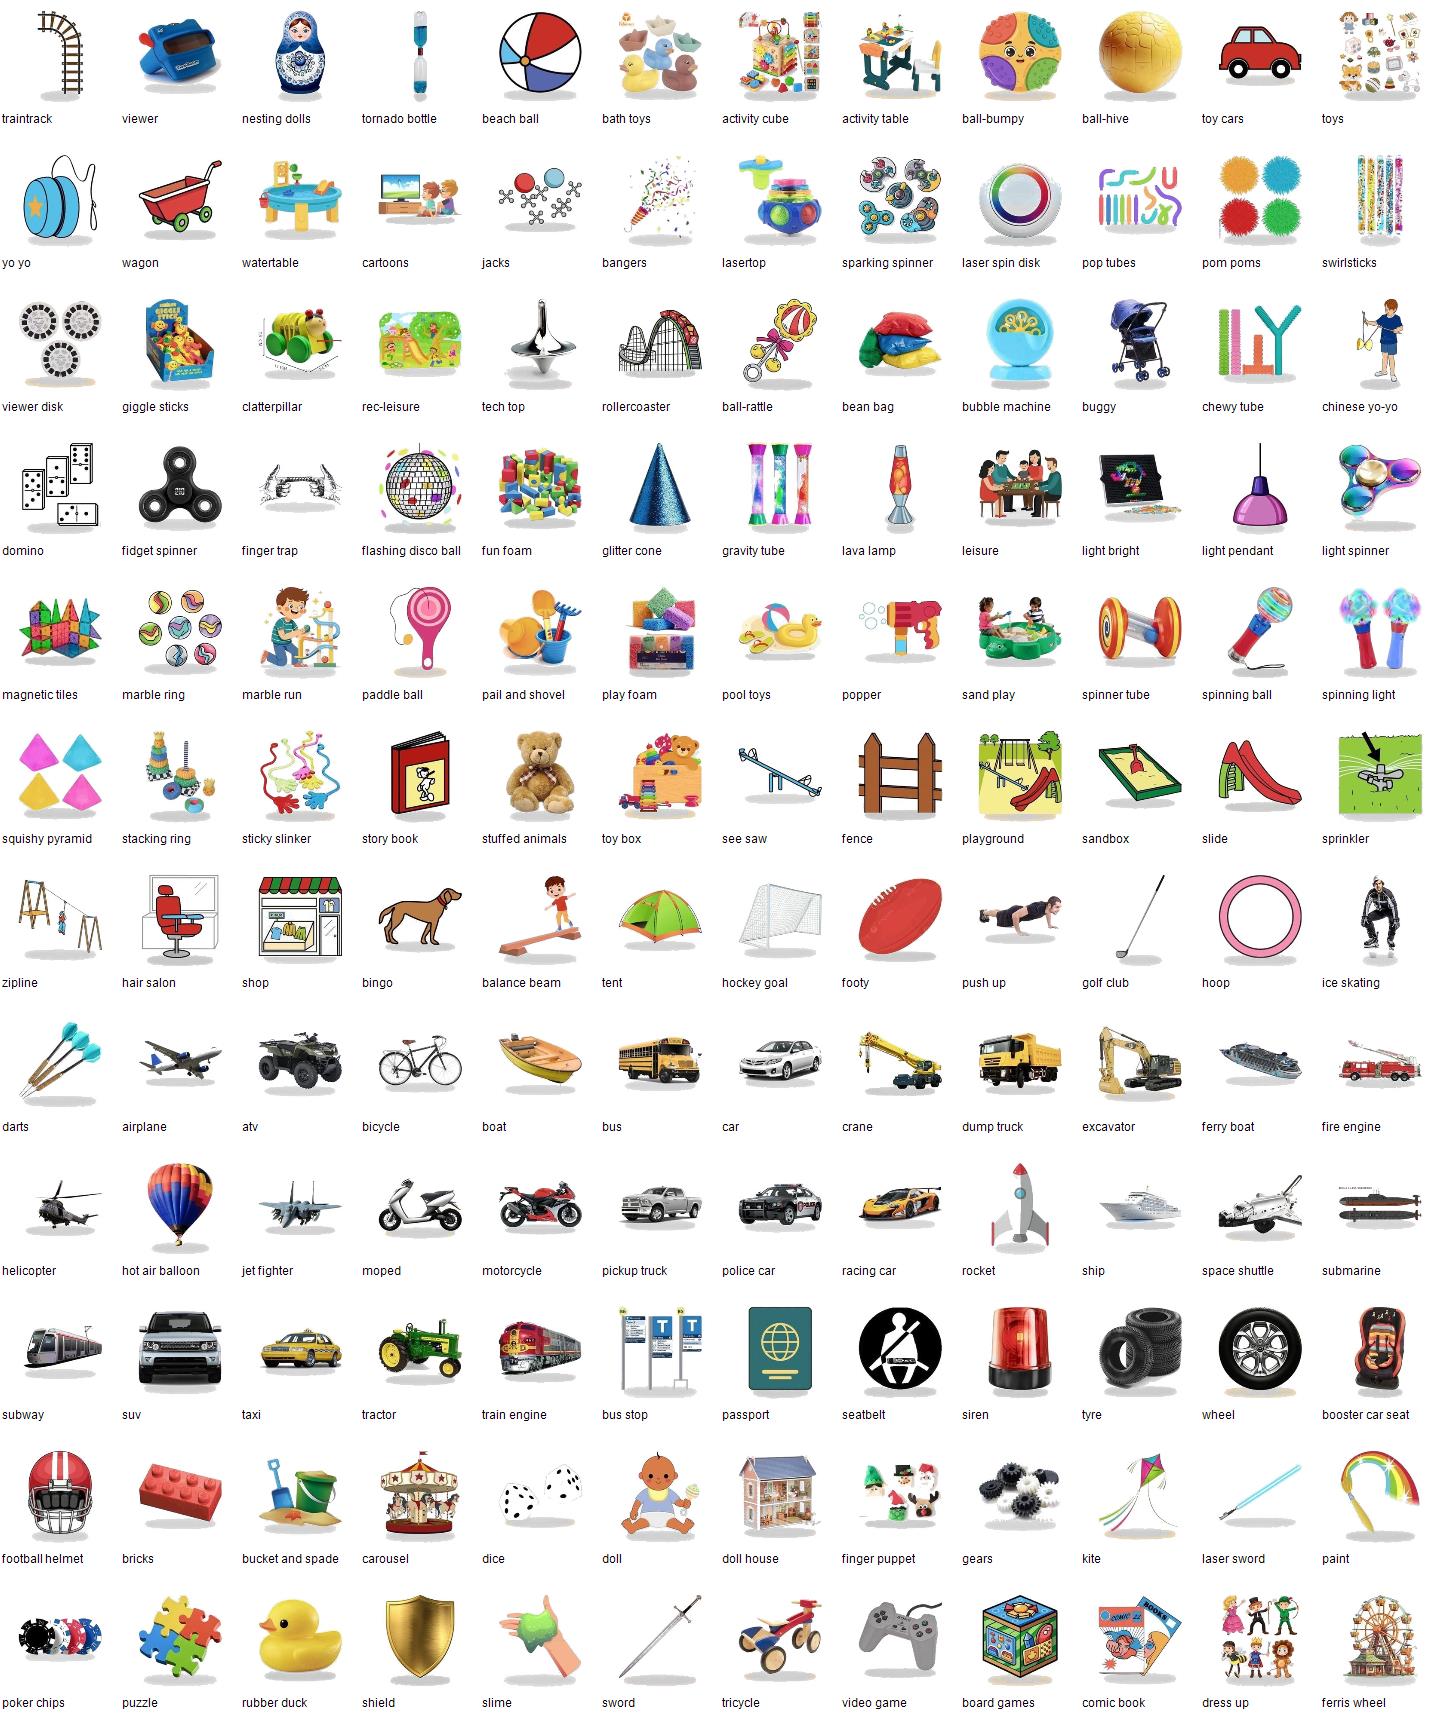 traintrack viewer nesting dolls tornado bottle beach ball bath toys activity cube activity table ball-bumpy ball-hive toy cars toys
yo yo wagon watertable cartoons jacks bangers lasertop sparking spinner laser spin disk pop tubes pom poms swirlsticks
GIGGLE STICK
viewer disk giggle sticks clatterpillar rec-leisure tech top rollercoaster ball-rattle bean bag bubble machine buggy chewy tube chinese yo-yo
domino fidget spinner finger trap flashing disco ball fun foam glitter cone gravity tube lava lamp leisure light bright light pendant light spinner
magnetic tiles marble ring marble run paddle ball pail and shovel play foam pool toys popper sand play spinner tube spinning ball spinning light
squishy pyramid stacking ring sticky slinker story book stuffed animals toy box see saw fence playground sandbox slide sprinkler
zipline hair salon shop bingo balance beam tent hockey goal footy push up golf club hoop ice skating
darts airplane atv bicycle boat bus car crane dump truck excavator ferry boat fire engine
helicopter hot air balloon jet fighter moped motorcycle pickup truck police car racing car rocket ship space shuttle submarine
T T
subway suv taxi tractor train engine bus stop passport seatbelt siren tyre wheel booster car seat
football helmet bricks bucket and spade carousel dice doll doll house finger puppet gears kite laser sword paint
COMIC BOOKS
poker chips puzzle rubber duck shield slime sword tricycle video game board games comic book dress up ferris wheel